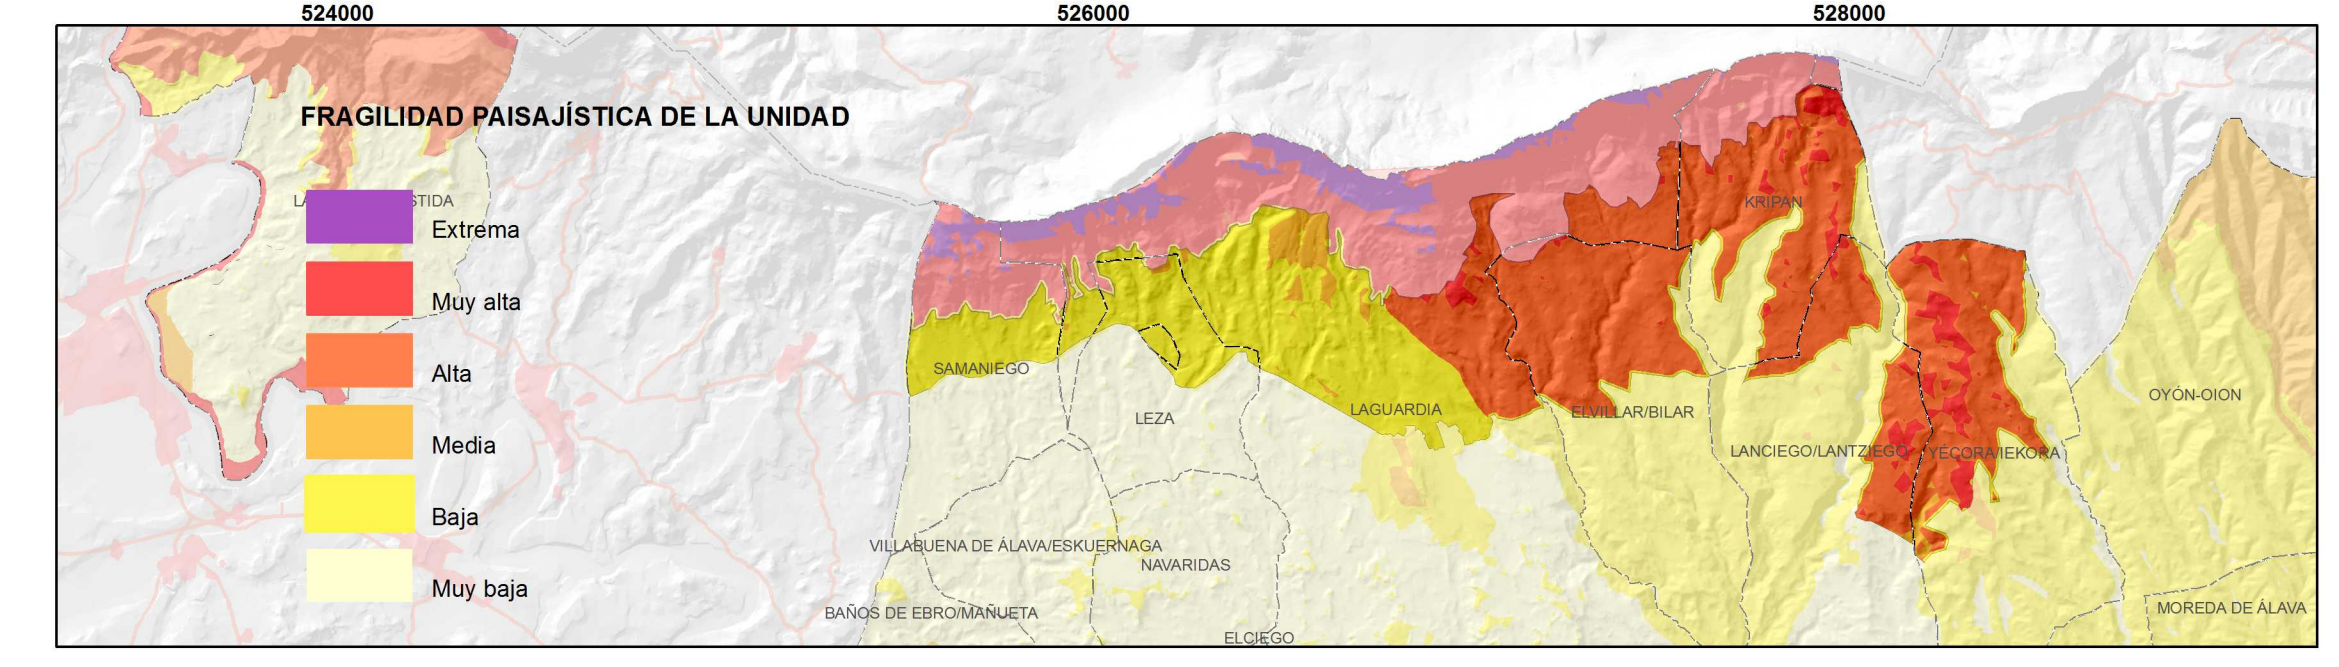 524000 526000 528000
FRAGILIDAD PAISAJÍSTICA DE LA UNIDAD
LA STIDA
KRIPAN
Extrema
Muy alta
Alta
SAMANIEGO
OYÓN-OION
LAGUARDIA
ELVILLAR/BILAR
LEZA
Media
LANCIEGO/LANTZIEGO
YÉCORA/IEKORA
Baja
VILLABUENA DE ÁLAVA/ESKUERNAGA
NAVARIDAS
Muy baja
BAÑOS DE EBRO/MAÑUETA
MOREDA DE ÁLAVA
ELCIEGO